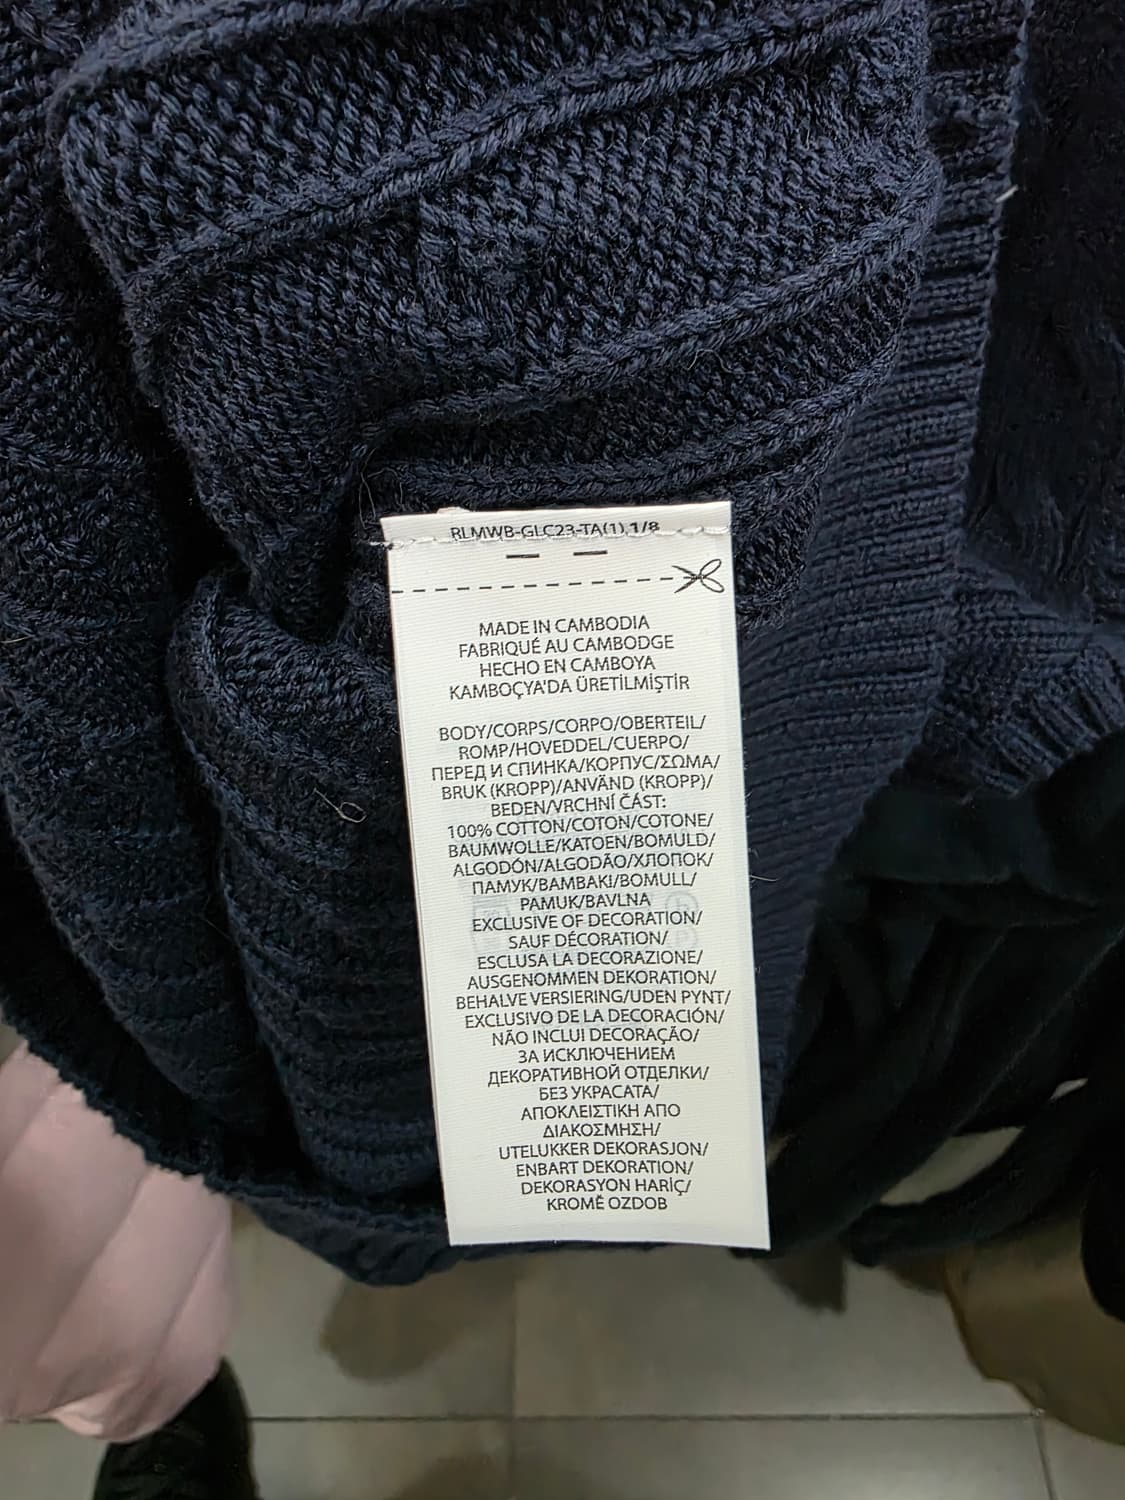 RLMWB-GLC23-TA(1) 1/8
MADE IN CAMBODIA
FABRIQUÉ AU CAMBODGE
HECHO EN CAMBOYA
KAMBOÇYA'DA ÜRETİLMİŞTİR
BODY/CORPS/CORPO/OBERTEIL/
ROMP/HOVEDDEL/CUERPO/
ПЕРЕД И СПИНКА/КОРПУС/ΣΩΜΑ/
BRUK (KROPP)/ANVÄND (KROPP)/
BEDEN/VRCHNÍ ČÁST:
100% COTTON/COTON/COTONE/
BAUMWOLLE/KATOEN/BOMULD/
ALGODÓN/ALGODÃO/ХЛОПОК/
ПАМУК/ΒΑΜΒΑΚΙ/BOMULL/
PAMUK/BAVLNA
EXCLUSIVE OF DECORATION/
SAUF DÉCORATION/
ESCLUSA LA DECORAZIONE/
AUSGENOMMEN DEKORATION/
BEHALVE VERSIERING/UDEN PYNT/
EXCLUSIVO DE LA DECORACIÓN/
NÃO INCLUI DECORAÇÃO/
ЗА ИСКЛЮЧЕНИЕМ
ДЕКОРАТИВНОЙ ОТДЕЛКИ/
БЕЗ УКРАСАТА/
ΑΠΟΚΛΕΙΣΤΙΚΗ ΑΠΟ
ΔΙΑΚΟΣΜΗΣΗ/
UTELUKKER DEKORASJON/
ENBART DEKORATION/
DEKORASYON HARİÇ/
KROMĚ OZDOB